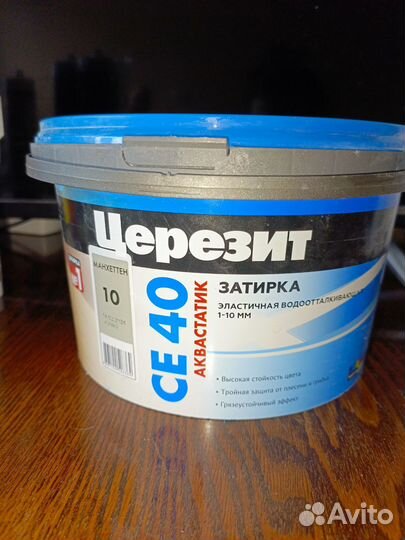 Церезит
№1
МАНХЕТТЕН
10
CE 40
АКВАСТАТИК
ЗАТИРКА
ЭЛАСТИЧНАЯ ВОДООТТАЛКИВАЮЩАЯ
1-10 ММ
• Высокая стойкость цвета
• Тройная защита от плесени и грибка
• Грязеустойчивый эффект
Avito